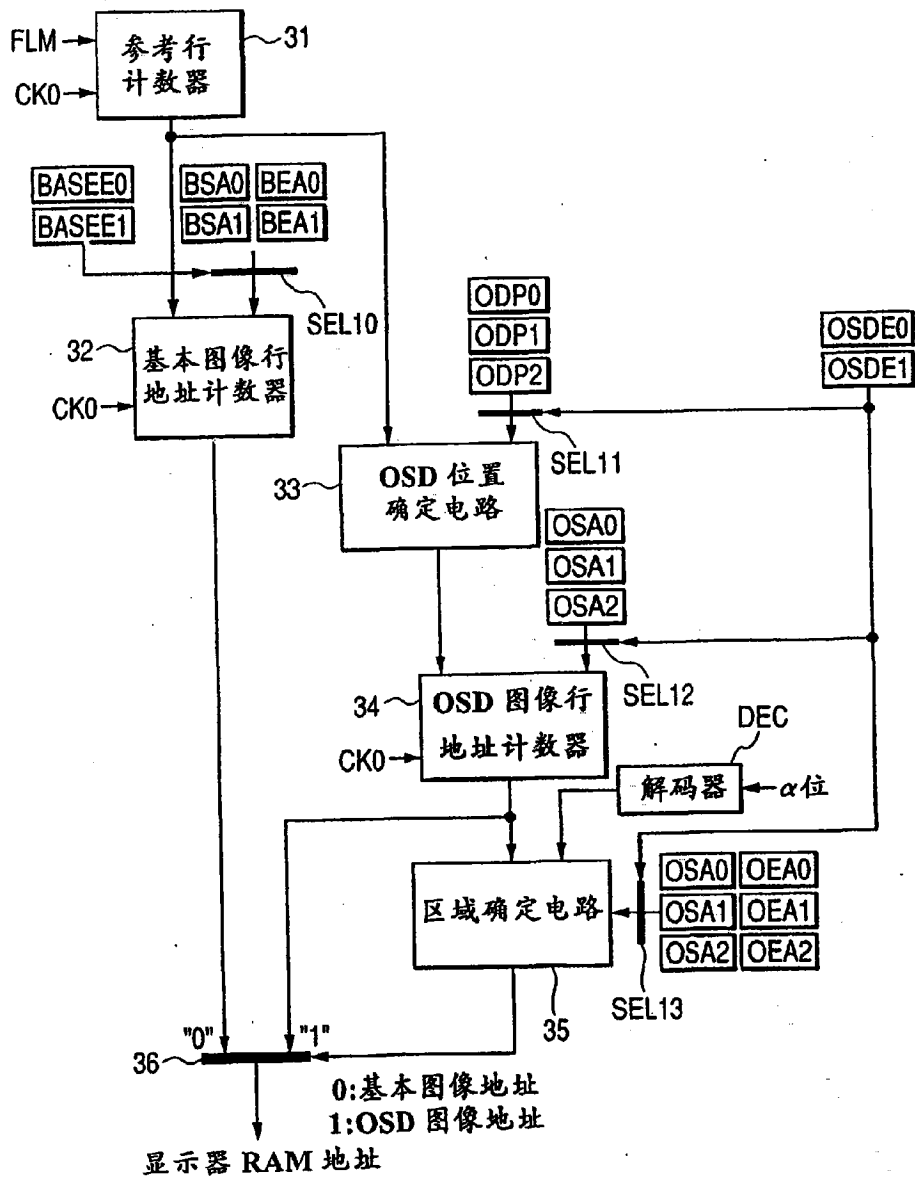 FLM
CK0
参考行
计数器
31
BASEE0
BASEE1
BSA0 BEA0
BSA1 BEA1
SEL10
32
基本图像行
地址计数器
CK0
ODP0
ODP1
ODP2
OSDE0
OSDE1
SEL11
33
OSD 位置
确定电路
OSA0
OSA1
OSA2
SEL12
34
OSD 图像行
地址计数器
CK0
DEC
解码器
α位
区域确定电路
35
OSA0 OEA0
OSA1 OEA1
OSA2 OEA2
SEL13
"0"
"1"
36
0:基本图像地址
1:OSD 图像地址
显示器 RAM 地址